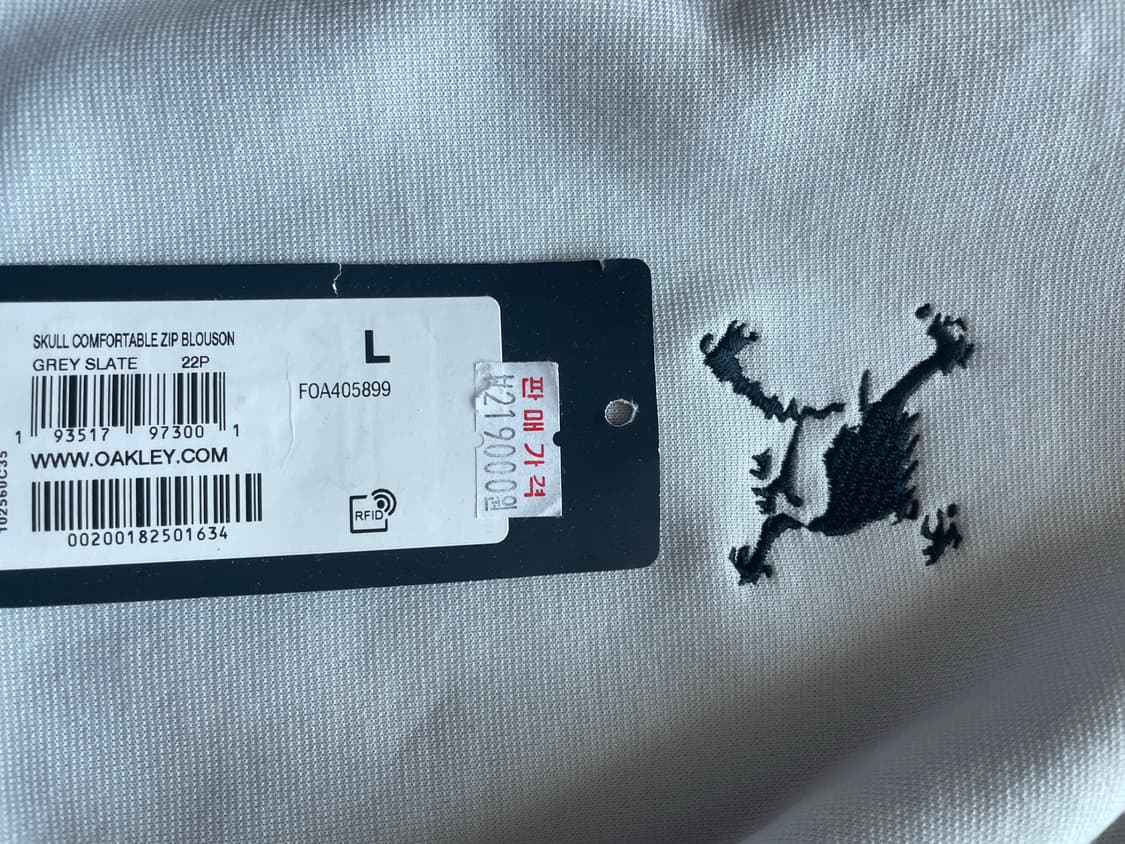 SKULL COMFORTABLE ZIP BLOUSON
GREY SLATE 22P
L
FOA405899
1 93517 97300 1
WWW.OAKLEY.COM
00200182501634
RFID
판매가격
₩219000원